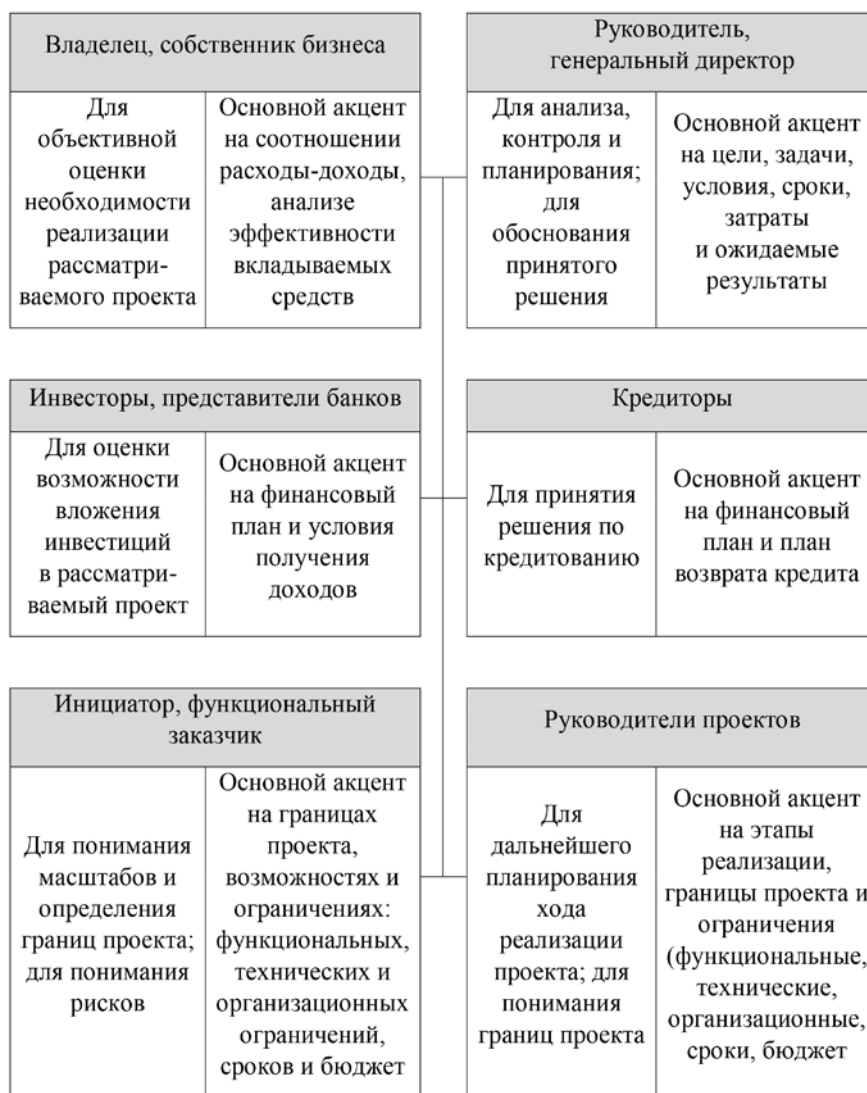 Владелец, собственник бизнеса
Для
объективной
оценки
необходимости
реализации
рассматри-
ваемого проекта
Основной акцент
на соотношении
расходы-доходы,
анализе
эффективности
вкладываемых
средств
Руководитель,
генеральный директор
Для анализа,
контроля и
планирования;
для
обоснования
принятого
решения
Основной акцент
на цели, задачи,
условия, сроки,
затраты
и ожидаемые
результаты
Инвесторы, представители банков
Для оценки
возможности
вложения
инвестиций
в рассматри-
ваемый проект
Основной акцент
на финансовый
план и условия
получения
доходов
Кредиторы
Для принятия
решения по
кредитованию
Основной акцент
на финансовый
план и план
возврата кредита
Инициатор, функциональный
заказчик
Для понимания
масштабов и
определения
границ проекта;
для понимания
рисков
Основной акцент
на границах
проекта,
возможностях и
ограничениях:
функциональных,
технических и
организационных
ограничений,
сроков и бюджет
Руководители проектов
Для
дальнейшего
планирования
хода
реализации
проекта; для
понимания
границ проекта
Основной акцент
на этапы
реализации,
границы проекта и
ограничения
(функциональные,
технические,
организационные,
сроки, бюджет